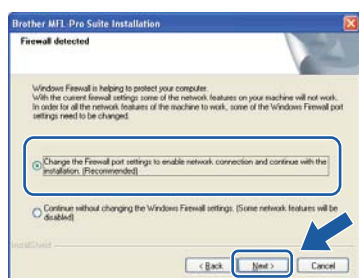 Brother MFL-Pro Suite Installation
Firewall detected
Windows Firewall is helping to protect your computer.
With the current firewall settings some of the network features on your machine will not work.
In order for all the network features of the machine to work, some of the Windows Firewall port
settings need to be changed.
Change the Firewall port settings to enable network connection and continue with the
installation. (Recommended)
Continue without changing the Windows Firewall settings. (Some network features will be
disabled)
InstallShield
< Back
Next >
Cancel